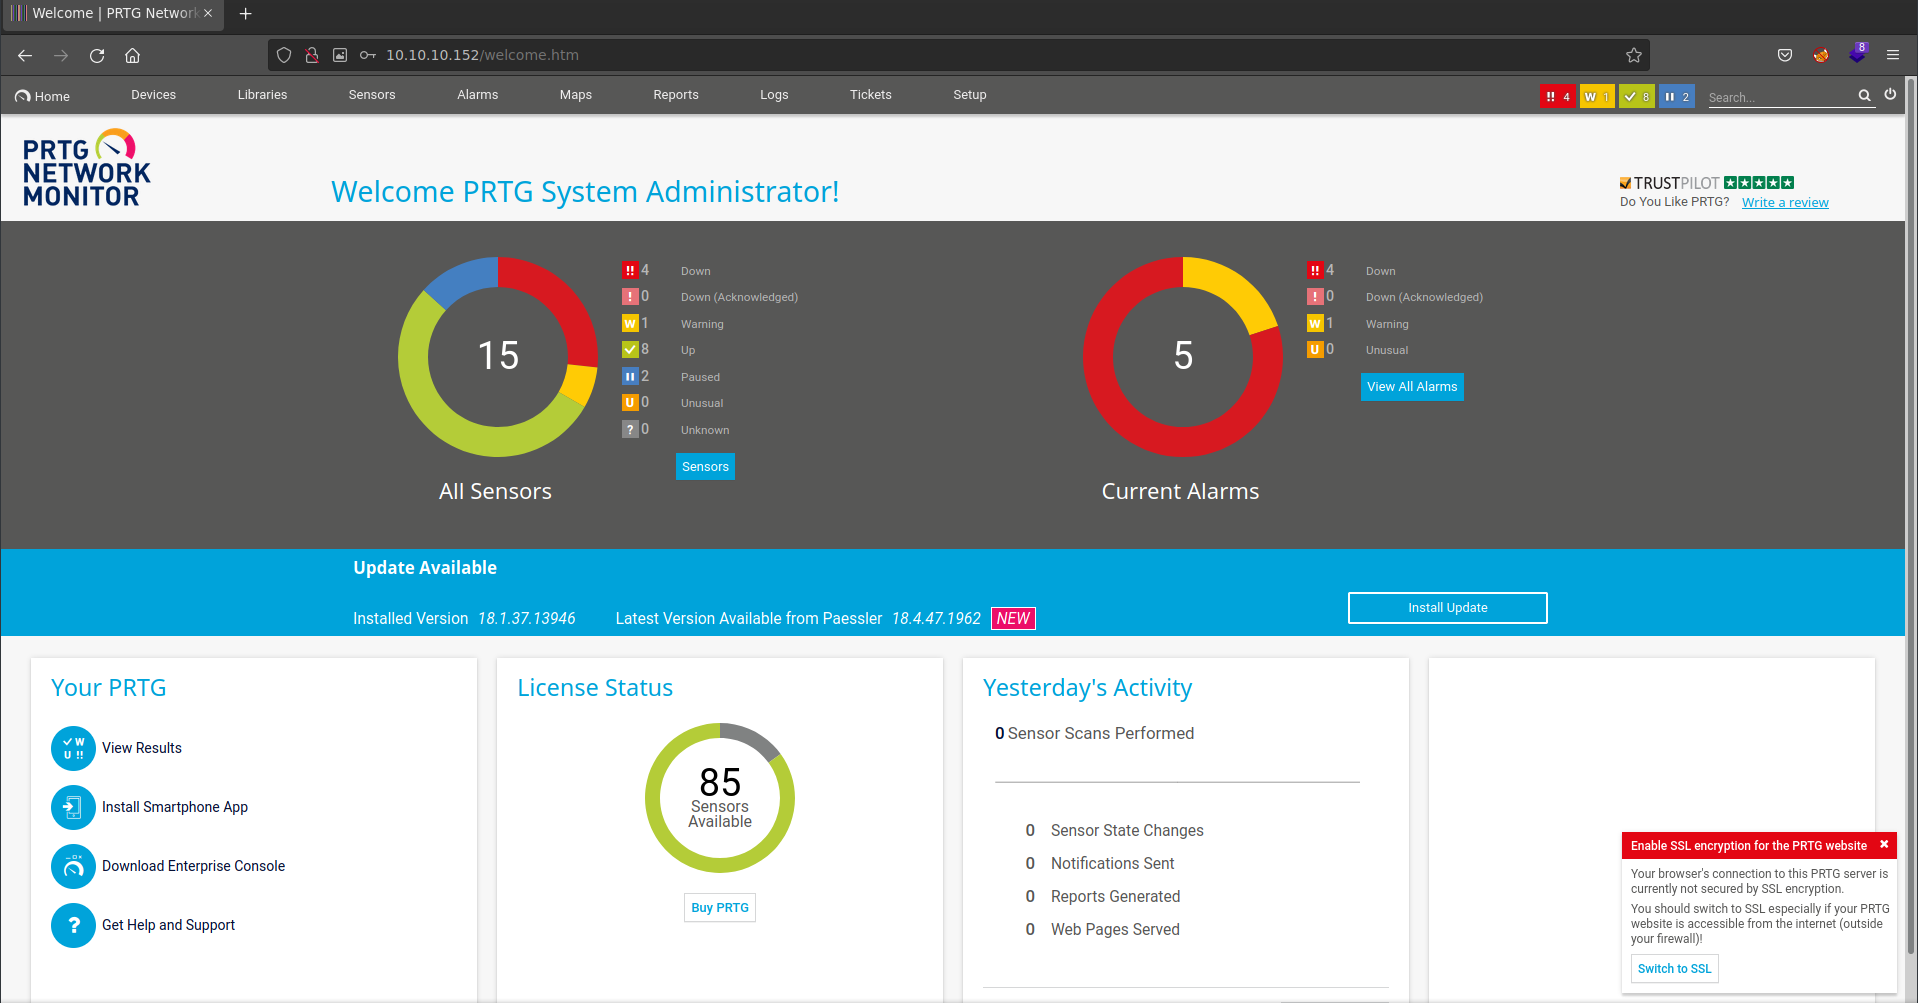 Welcome | PRTG Network
10.10.10.152/welcome.htm
8
Home Devices Libraries Sensors Alarms Maps Reports Logs Tickets Setup
!! 4 W 1 8 2 Search...
PRTG
NETWORK
MONITOR
Welcome PRTG System Administrator!
TRUSTPILOT
Do You Like PRTG? Write a review
15
All Sensors
!! 4 Down
! 0 Down (Acknowledged)
W 1 Warning
8 Up
2 Paused
U 0 Unusual
? 0 Unknown
Sensors
5
Current Alarms
!! 4 Down
! 0 Down (Acknowledged)
W 1 Warning
U 0 Unusual
View All Alarms
Update Available
Installed Version 18.1.37.13946 Latest Version Available from Paessler 18.4.47.1962 NEW
Install Update
Your PRTG
W
U !!
View Results
Install Smartphone App
Download Enterprise Console
? Get Help and Support
License Status
85
Sensors
Available
Buy PRTG
Yesterday's Activity
0 Sensor Scans Performed
0 Sensor State Changes
0 Notifications Sent
0 Reports Generated
0 Web Pages Served
Enable SSL encryption for the PRTG website
Your browser's connection to this PRTG server is
currently not secured by SSL encryption.
You should switch to SSL especially if your PRTG
website is accessible from the internet (outside
your firewall)!
Switch to SSL